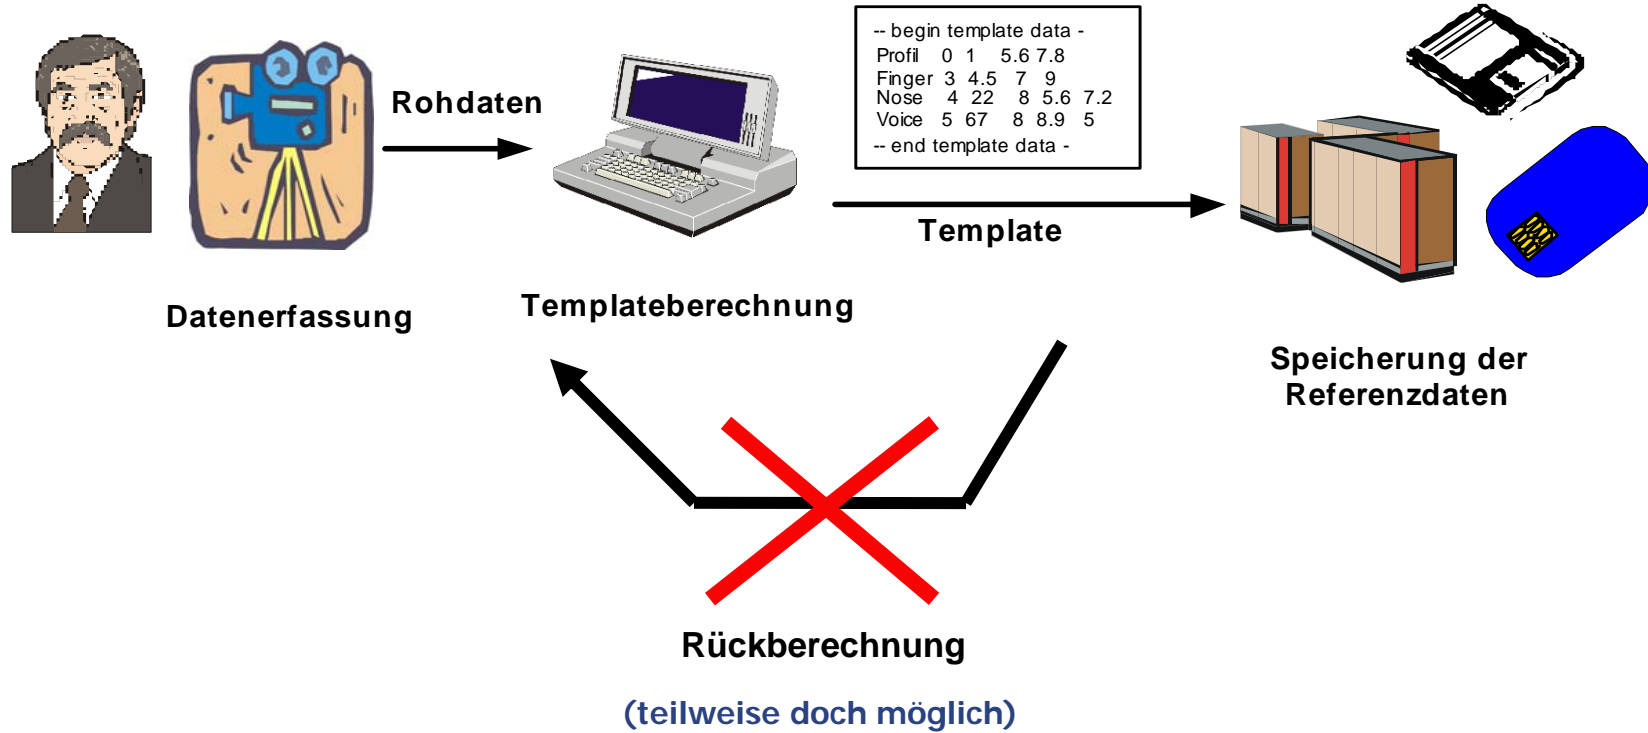 Rohdaten
-- begin template data -
Profil 0 1 5.6 7.8
Finger 3 4.5 7 9
Nose 4 22 8 5.6 7.2
Voice 5 67 8 8.9 5
-- end template data -
Template
Datenerfassung
Templateberechnung
Speicherung der
Referenzdaten
Rückberechnung
(teilweise doch möglich)